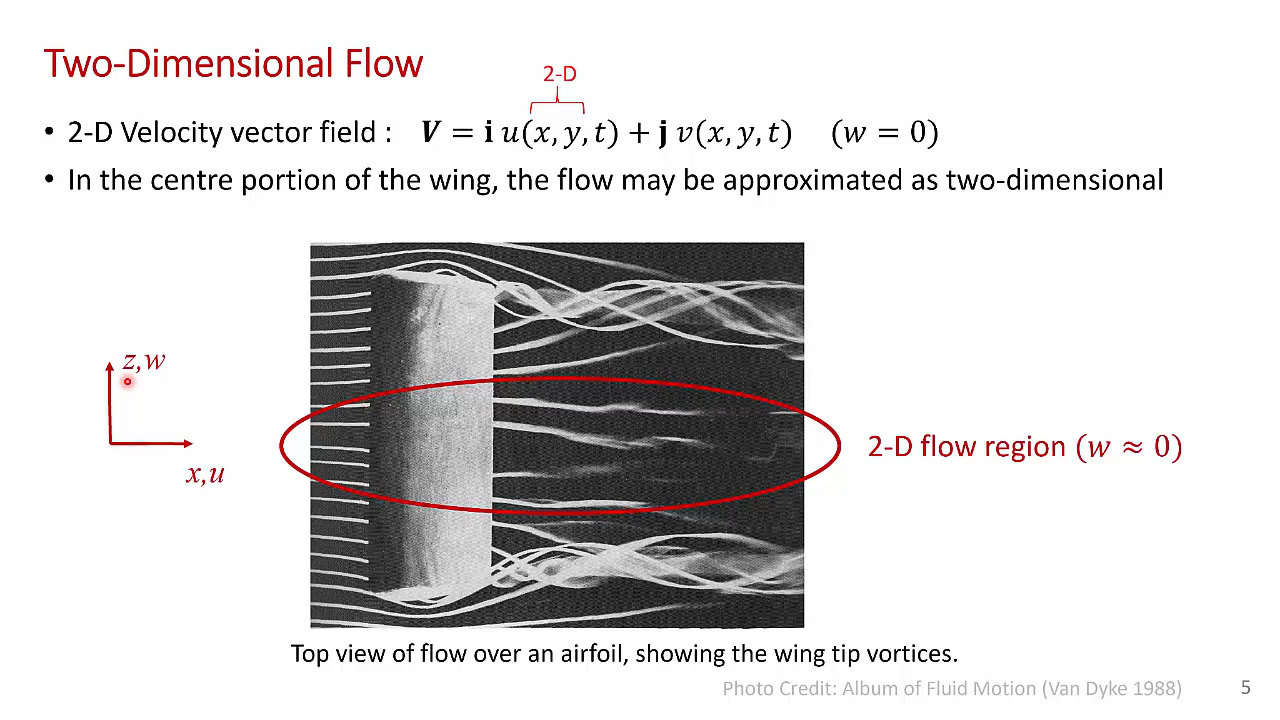 Two-Dimensional Flow
2-D
• 2-D Velocity vector field : V = i u(x, y, t) + j v(x, y, t) (w = 0)
• In the centre portion of the wing, the flow may be approximated as two-dimensional
z,w
x,u
2-D flow region (w ≈ 0)
Top view of flow over an airfoil, showing the wing tip vortices.
Photo Credit: Album of Fluid Motion (Van Dyke 1988)
5